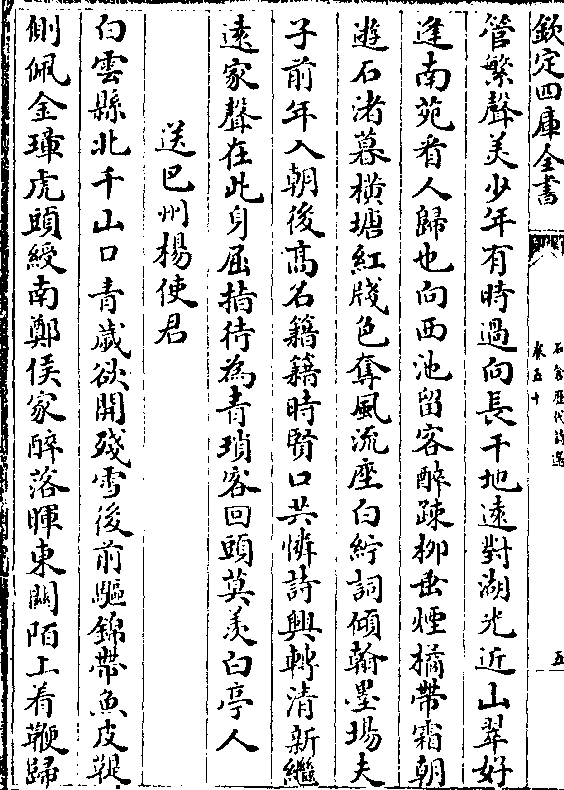 欽定四庫全書
石倉歷代詩選
卷五十
五
管繁聲美少年有時過向長干地遠對湖光近山翠好
逢南苑看人歸也向西池留客醉疎柳垂煙橘帶霜朝
遊石渚暮橫塘紅牋色奪風流座白紵詞傾翰墨場夫
子前年入朝後高名籍籍時賢口共憐詩興轉清新繼
遠家聲在此身屈指待為青瑣客回頭莫羨白亭人
送巴州楊使君
白雲縣北千山口青歲欲開殘雪後前驅錦帶魚皮鞮
側佩金璋虎頭綬南鄭侯家醉落暉東關陌上着鞭歸